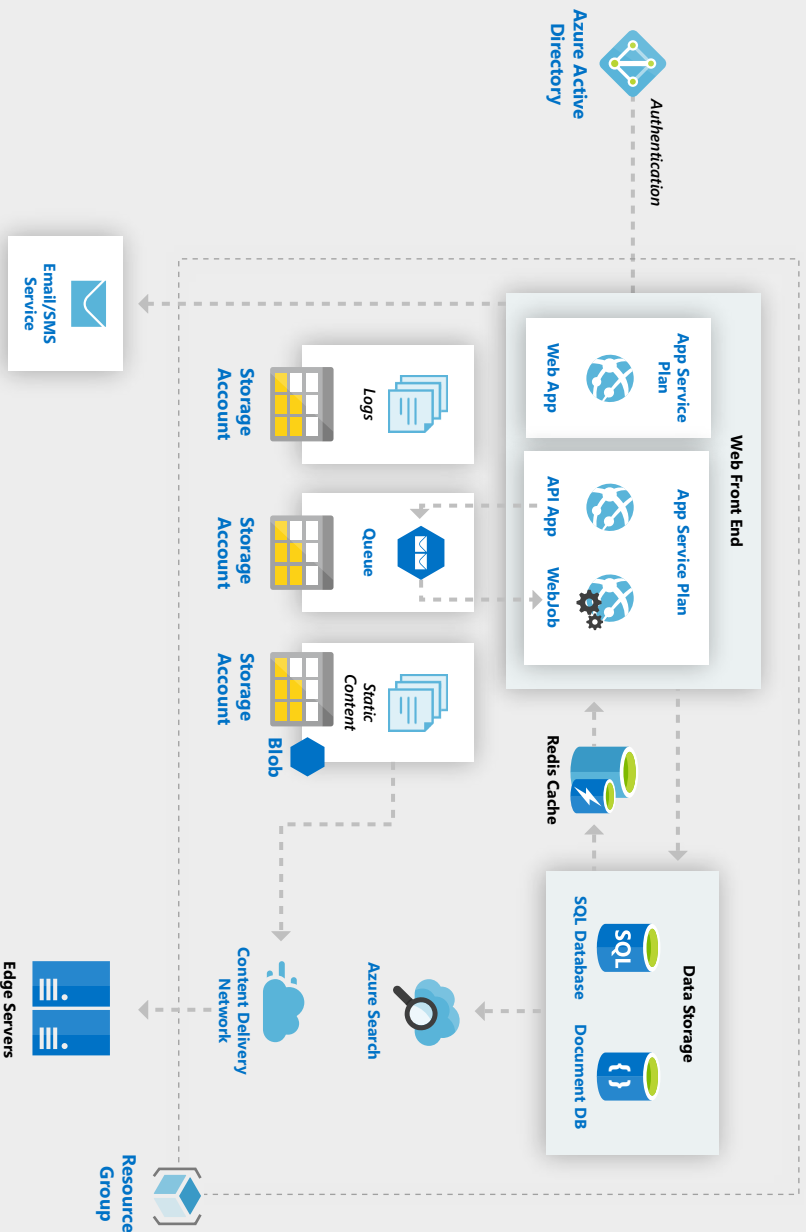 Azure Active
Directory
Authentication
Web Front End
App Service
Plan
Web App
App Service Plan
API App
WebJob
Redis Cache
Data Storage
SQL
SQL Database
{ }
Document DB
Email/SMS
Service
Logs
Storage
Account
Queue
Storage
Account
Static
Content
Storage
Account
Blob
Azure Search
Content Delivery
Network
Edge Servers
Resource
Group